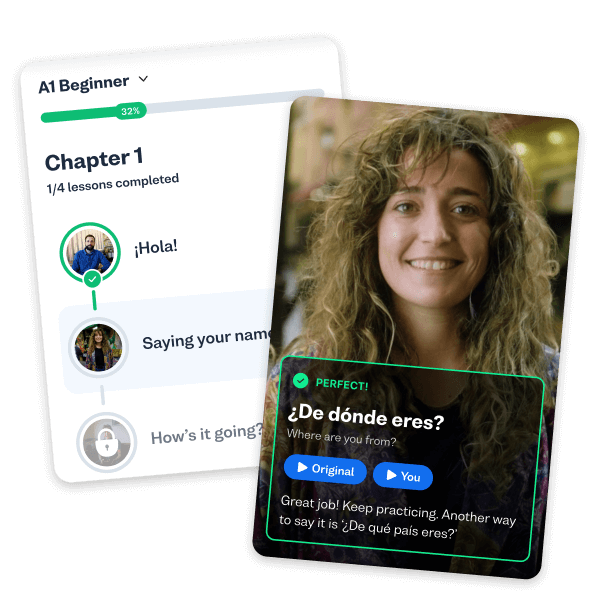 A1 Beginner
32%
Chapter 1
1/4 lessons completed
¡Hola!
Saying your name
How's it going?
PERFECT!
¿De dónde eres?
Where are you from?
Original
You
Great job! Keep practicing. Another way
to say it is ‘¿De qué país eres?’